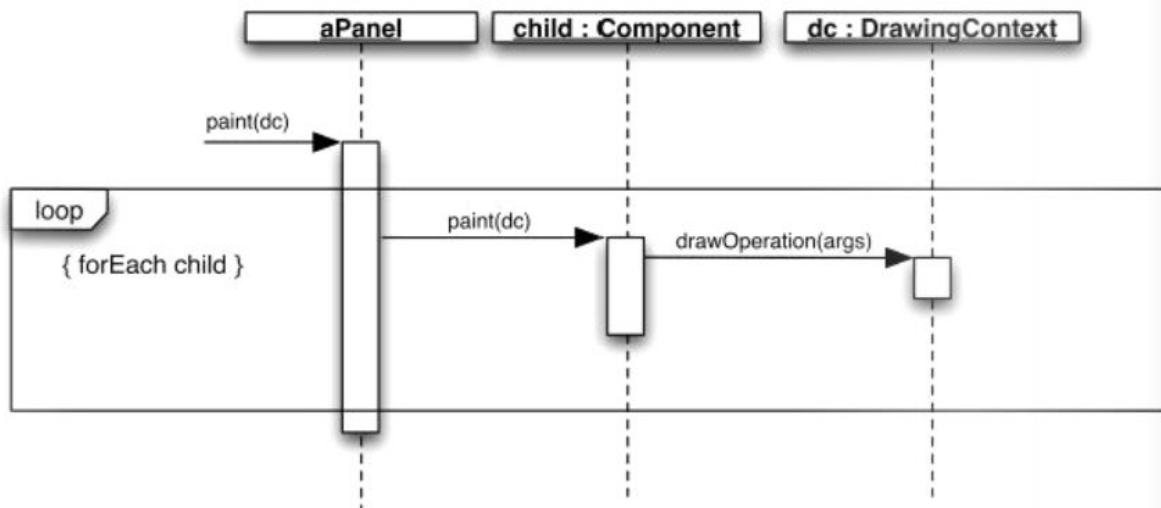 aPanel
child : Component
dc : DrawingContext
paint(dc)
loop
paint(dc)
drawOperation(args)
{ forEach child }